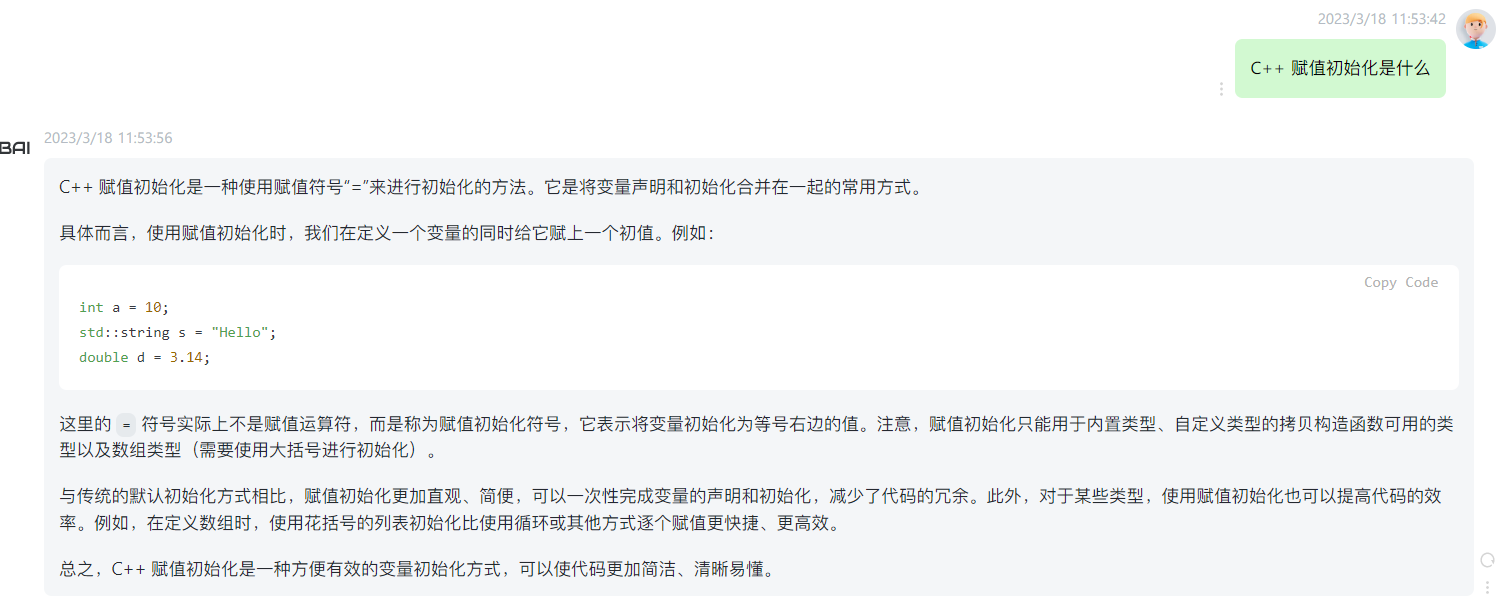 2023/3/18 11:53:42
C++ 赋值初始化是什么
BAI
2023/3/18 11:53:56
C++ 赋值初始化是一种使用赋值符号“=”来进行初始化的方法。它是将变量声明和初始化合并在一起的常用方式。
具体而言，使用赋值初始化时，我们在定义一个变量的同时给它赋上一个初值。例如：
Copy Code
int a = 10;
std::string s = "Hello";
double d = 3.14;
这里的 = 符号实际上不是赋值运算符，而是称为赋值初始化符号，它表示将变量初始化为等号右边的值。注意，赋值初始化只能用于内置类型、自定义类型的拷贝构造函数可用的类
型以及数组类型（需要使用大括号进行初始化）。
与传统的默认初始化方式相比，赋值初始化更加直观、简便，可以一次性完成变量的声明和初始化，减少了代码的冗余。此外，对于某些类型，使用赋值初始化也可以提高代码的效
率。例如，在定义数组时，使用花括号的列表初始化比使用循环或其他方式逐个赋值更快捷、更高效。
总之，C++ 赋值初始化是一种方便有效的变量初始化方式，可以使代码更加简洁、清晰易懂。